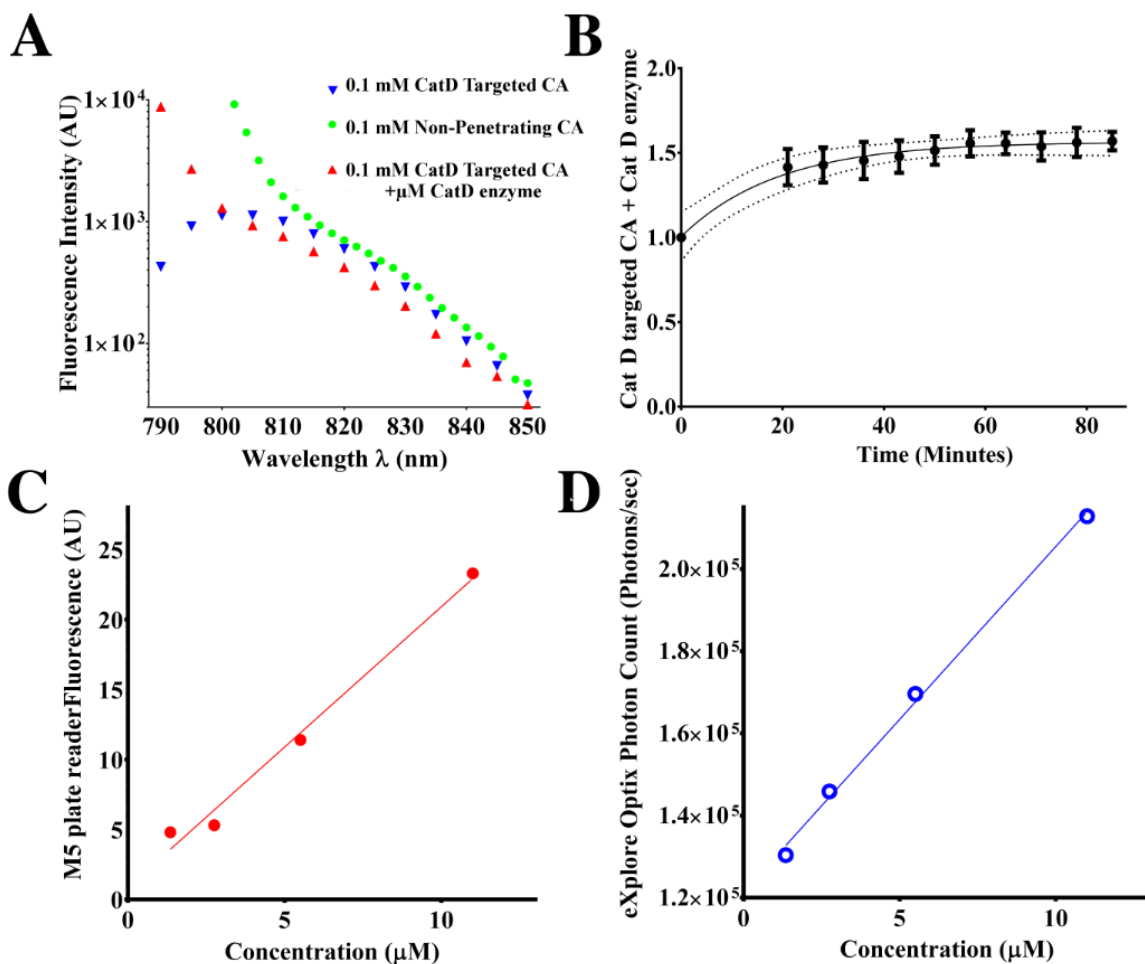 A
Fluorescence Intensity (AU)
1×10⁴
1×10³
1×10²
0.1 mM CatD Targeted CA
0.1 mM Non-Penetrating CA
0.1 mM CatD Targeted CA
+μM CatD enzyme
790 800 810 820 830 840 850
Wavelength λ (nm)
B
Cat D targeted CA + Cat D enzyme
2.0
1.5
1.0
0.5
0.0
0 20 40 60 80
Time (Minutes)
C
M5 plate readerFluorescence (AU)
25
20
15
10
5
0
0 5 10
Concentration (μM)
D
eXplore Optix Photon Count (Photons/sec)
2.0×10⁵
1.8×10⁵
1.6×10⁵
1.4×10⁵
1.2×10⁵
0 5 10
Concentration (μM)